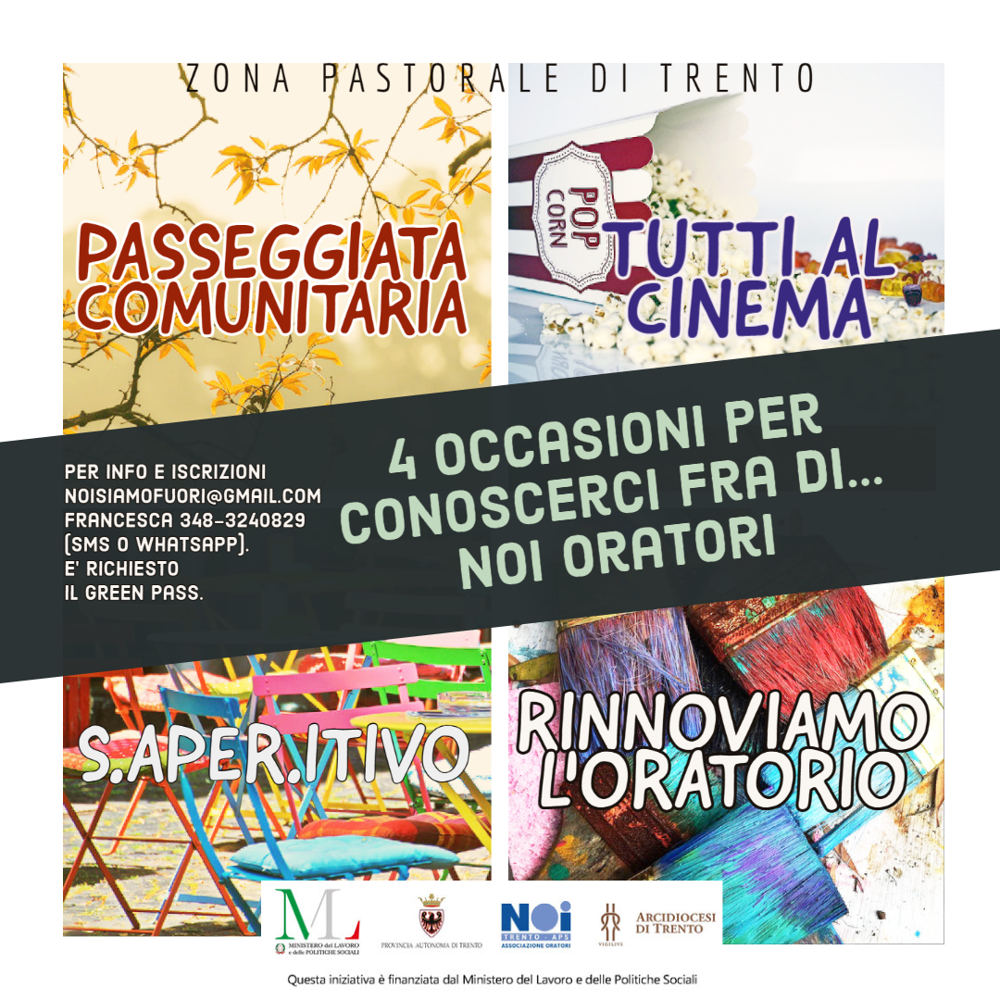 ZONA PASTORALE DI TRENTO
PASSEGGIATA
COMUNITARIA
POP
CORN
TUTTI AL
CINEMA
4 OCCASIONI PER
CONOSCERCI FRA DI...
NOI ORATORI
PER INFO E ISCRIZIONI
NOISIAMOFUORI@GMAIL.COM
FRANCESCA 348-3240829
(SMS O WHATSAPP).
E' RICHIESTO
IL GREEN PASS.
S.APER.ITIVO
RINNOVIAMO
L'ORATORIO
ML
MINISTERO del LAVORO
e delle POLITICHE SOCIALI
PROVINCIA AUTONOMA DI TRENTO
NOI
TRENTO - APS
ASSOCIAZIONE ORATORI
VIGILIVS
ARCIDIOCESI
DI TRENTO
Questa iniziativa è finanziata dal Ministero del Lavoro e delle Politiche Sociali